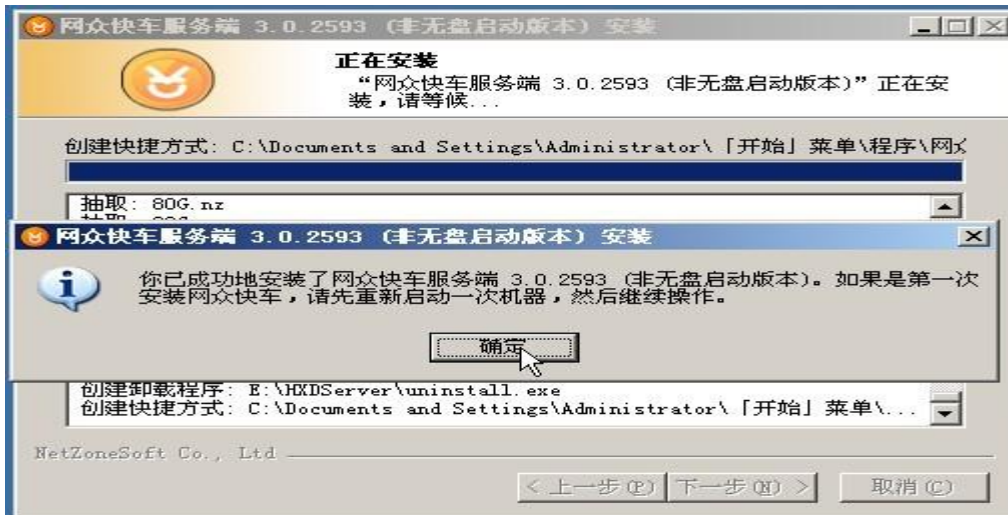 网众快车服务端 3.0.2593 (非无盘启动版本) 安装
正在安装
“网众快车服务端 3.0.2593 (非无盘启动版本)”正在安
装,请等候...
创建快捷方式: C:\Documents and Settings\Administrator\「开始」菜单\程序\网
抽取: 80G.nz
网众快车服务端 3.0.2593 (非无盘启动版本) 安装
你已成功地安装了网众快车服务端 3.0.2593 (非无盘启动版本)。如果是第一次
安装网众快车,请先重新启动一次机器,然后继续操作。
确定
创建卸载程序: E:\HXDServer\uninstall.exe
创建快捷方式: C:\Documents and Settings\Administrator\「开始」菜单\...
NetZoneSoft Co., Ltd
< 上一步(P) 下一步(N) > 取消(C)